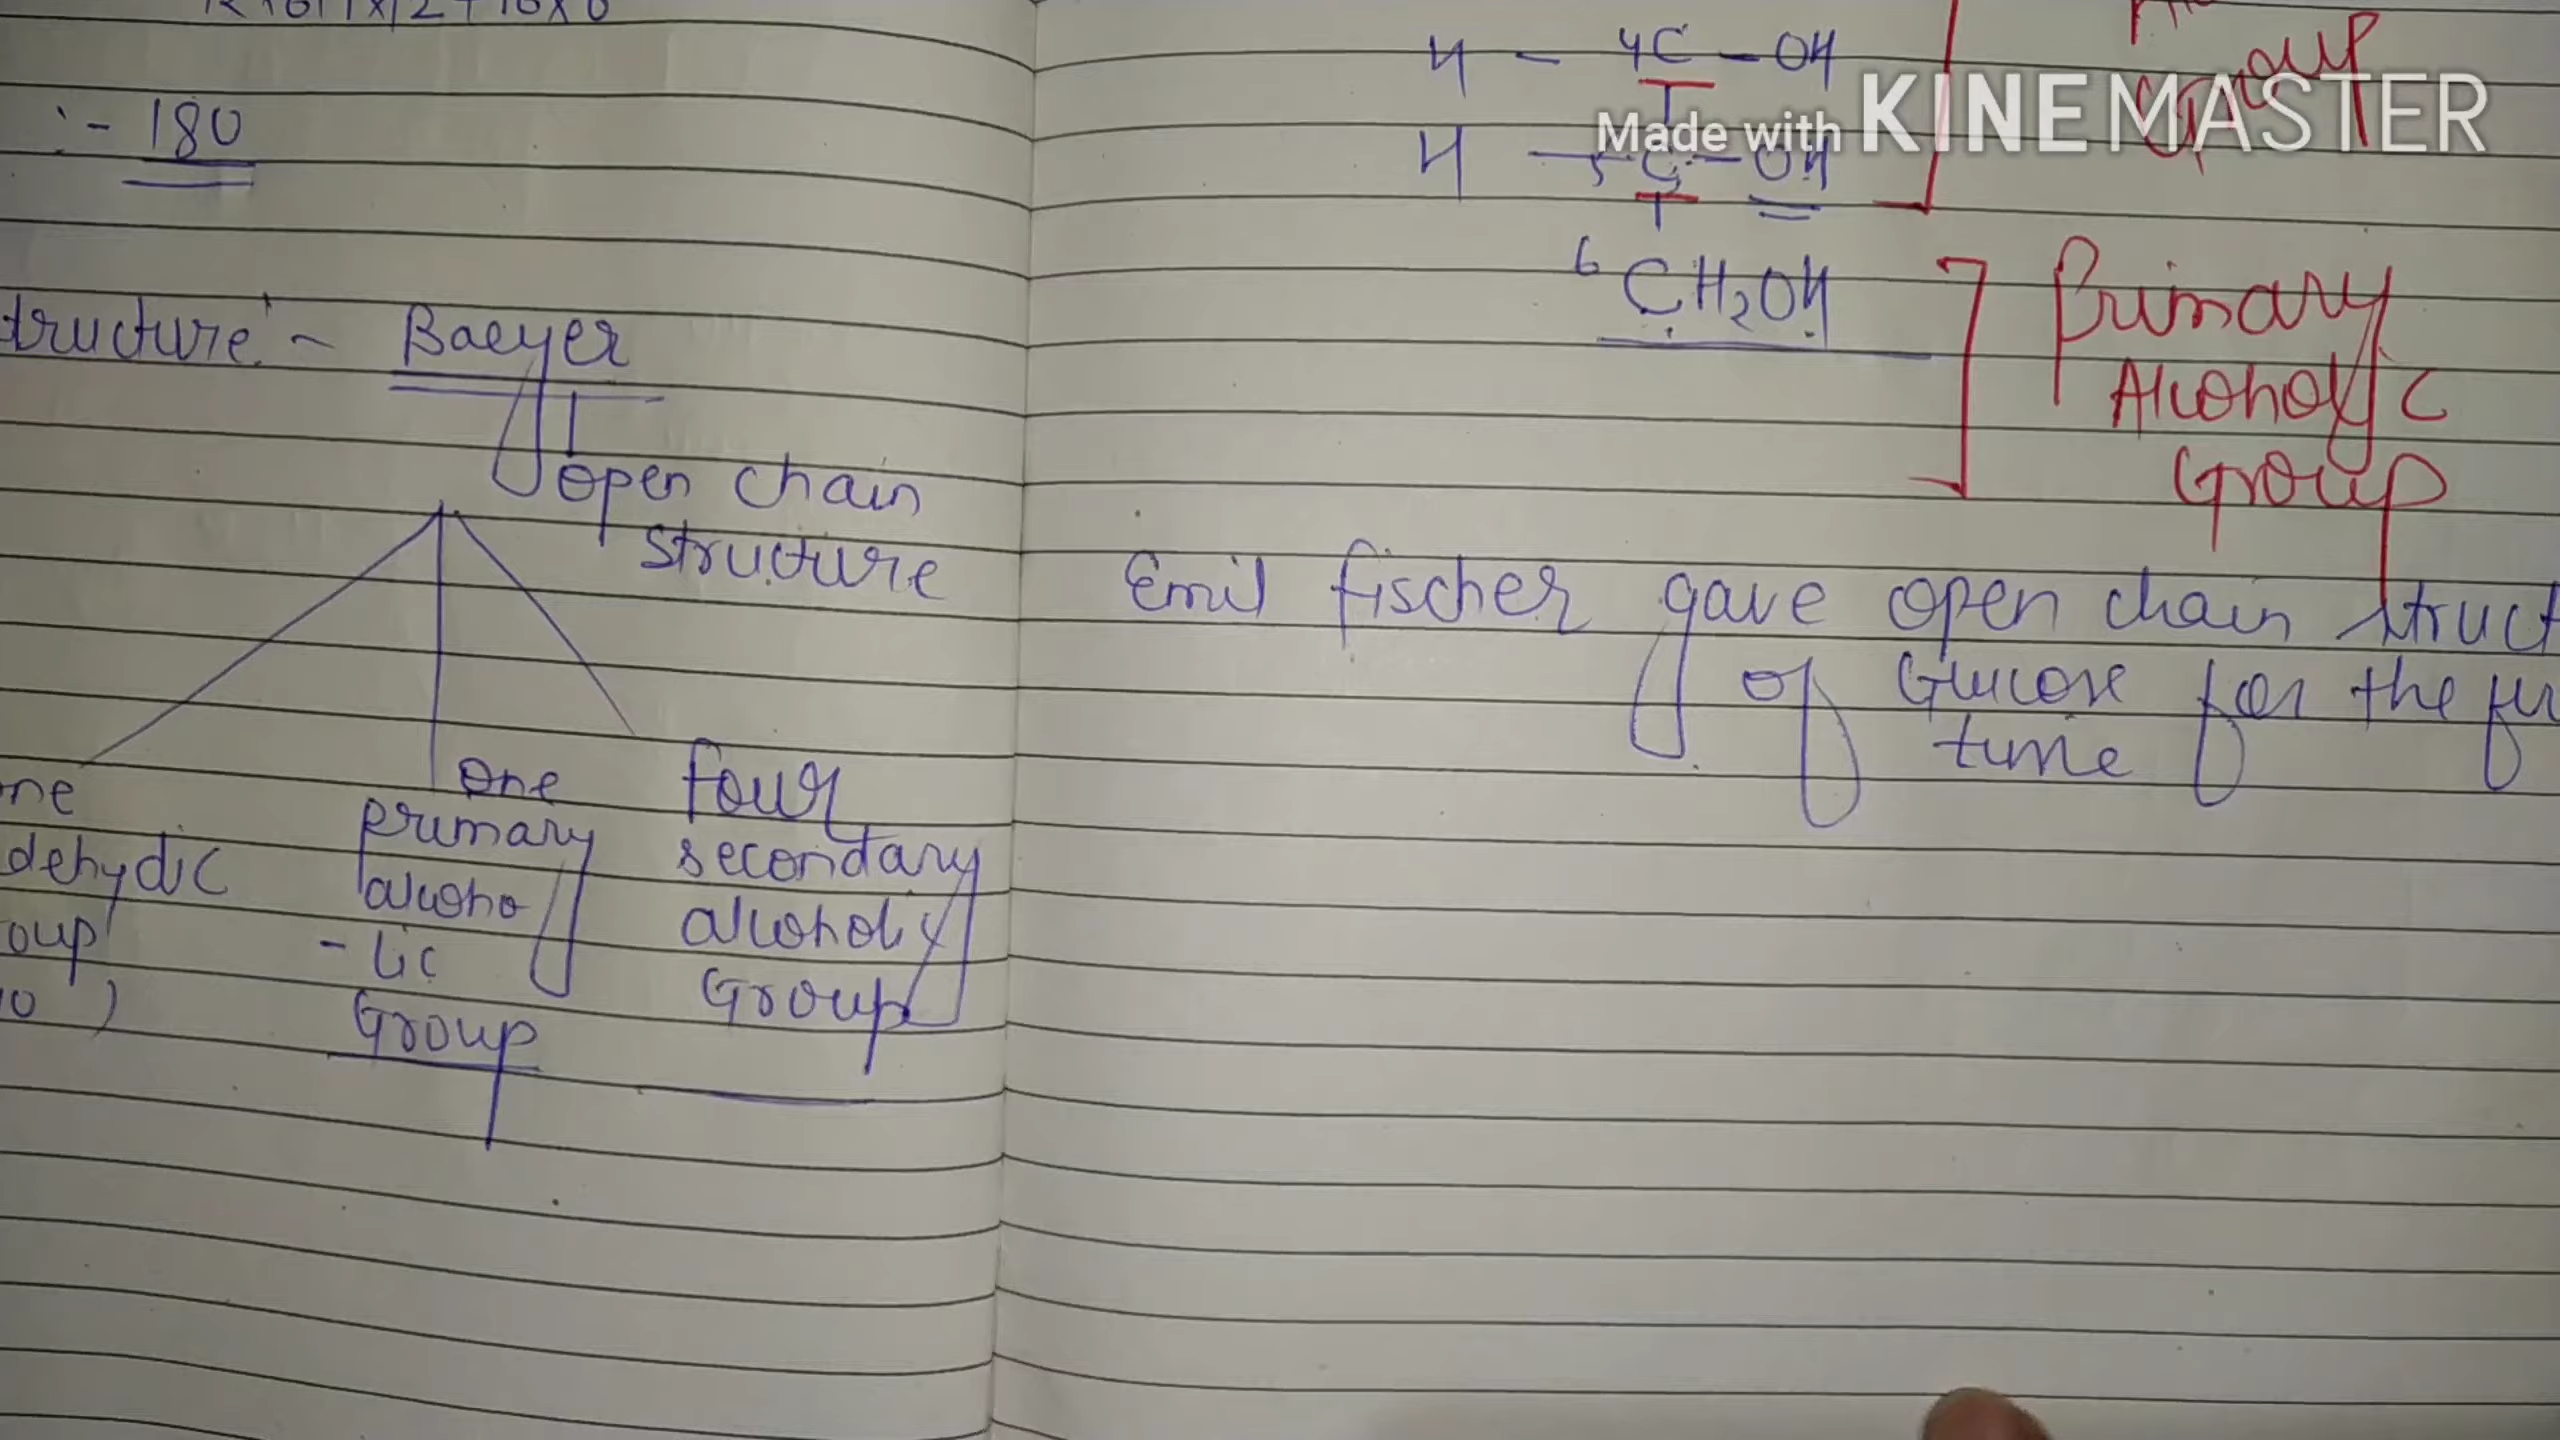 :- 180
tructure :- Baeyer
open chain
structure
one
primary
alcoho
- lic
Group
four
secondary
alcoholic
Group
ne
dehydic
oup
H - 4C - OH
H - 5C - OH
6 CH2OH
Group
Primary
Alcoholic
Group
Made with KINEMASTER
Emil fischer gave open chain struct
of Glucose for the
time